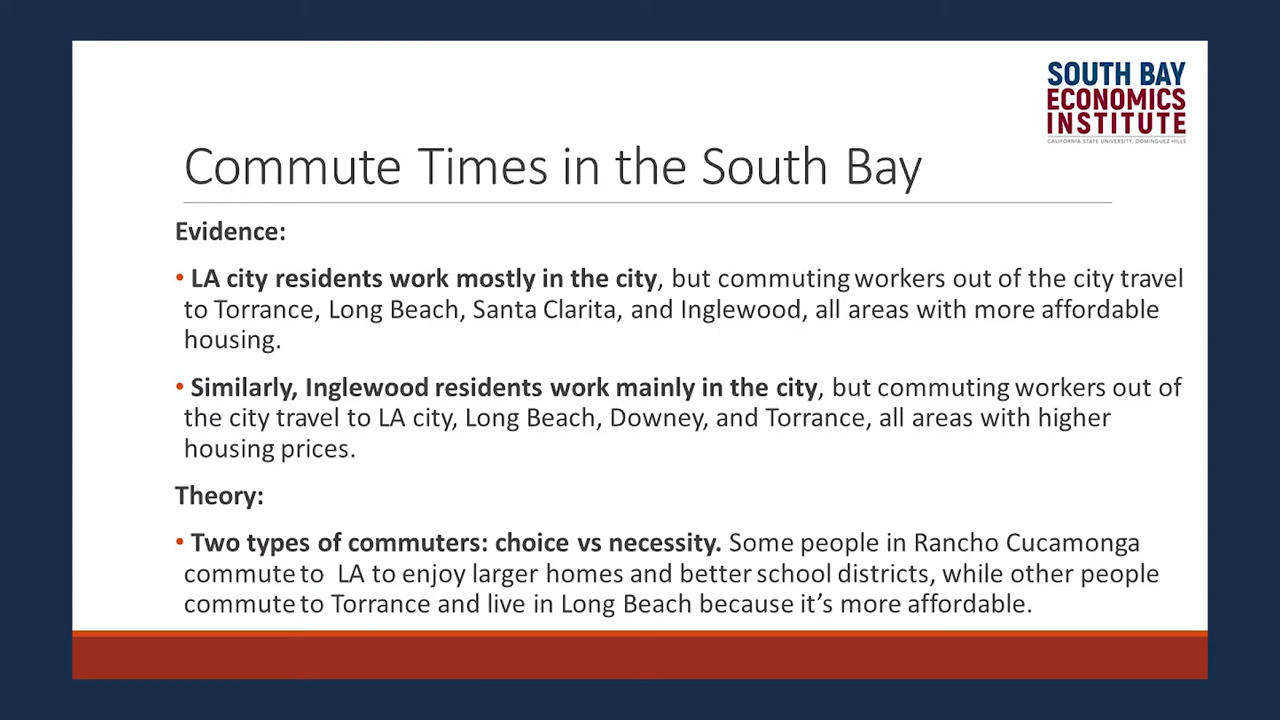 SOUTH BAY
ECONOMICS
INSTITUTE
CALIFORNIA STATE UNIVERSITY, DOMINGUEZ HILLS
Commute Times in the South Bay
Evidence:
• LA city residents work mostly in the city, but commuting workers out of the city travel
to Torrance, Long Beach, Santa Clarita, and Inglewood, all areas with more affordable
housing.
• Similarly, Inglewood residents work mainly in the city, but commuting workers out of
the city travel to LA city, Long Beach, Downey, and Torrance, all areas with higher
housing prices.
Theory:
• Two types of commuters: choice vs necessity. Some people in Rancho Cucamonga
commute to LA to enjoy larger homes and better school districts, while other people
commute to Torrance and live in Long Beach because it’s more affordable.